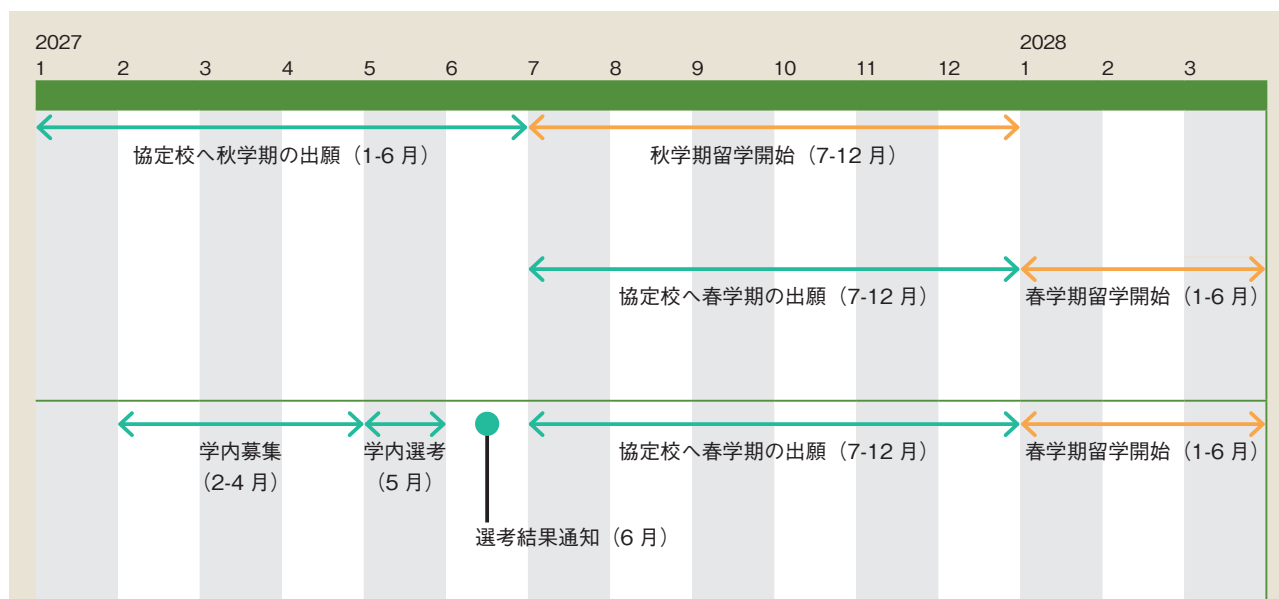 2027 2028
1 2 3 4 5 6 7 8 9 10 11 12 1 2 3
協定校へ秋学期の出願（1-6 月） 秋学期留学開始（7-12 月）
協定校へ春学期の出願（7-12 月） 春学期留学開始（1-6 月）
学内募集 学内選考 協定校へ春学期の出願（7-12 月） 春学期留学開始（1-6 月）
（2-4 月） （5 月）
選考結果通知（6 月）